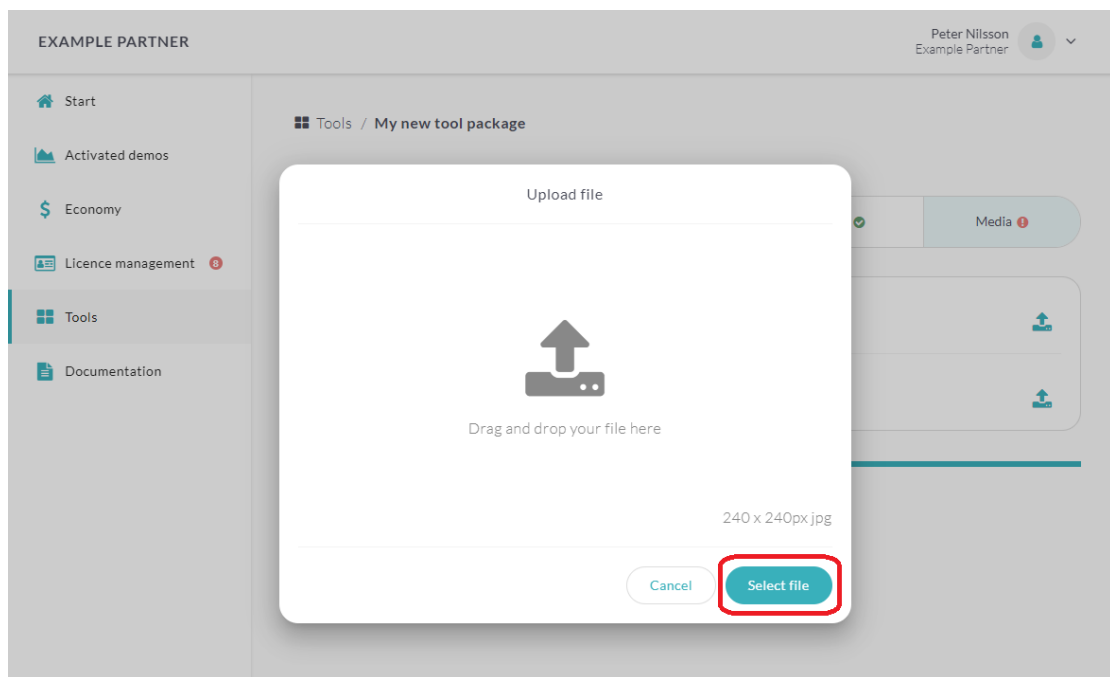 EXAMPLE PARTNER
Peter Nilsson
Example Partner
Start
Activated demos
Economy
Licence management 8
Tools
Documentation
Tools / My new tool package
Media
Upload file
Drag and drop your file here
240 x 240px jpg
Cancel
Select file